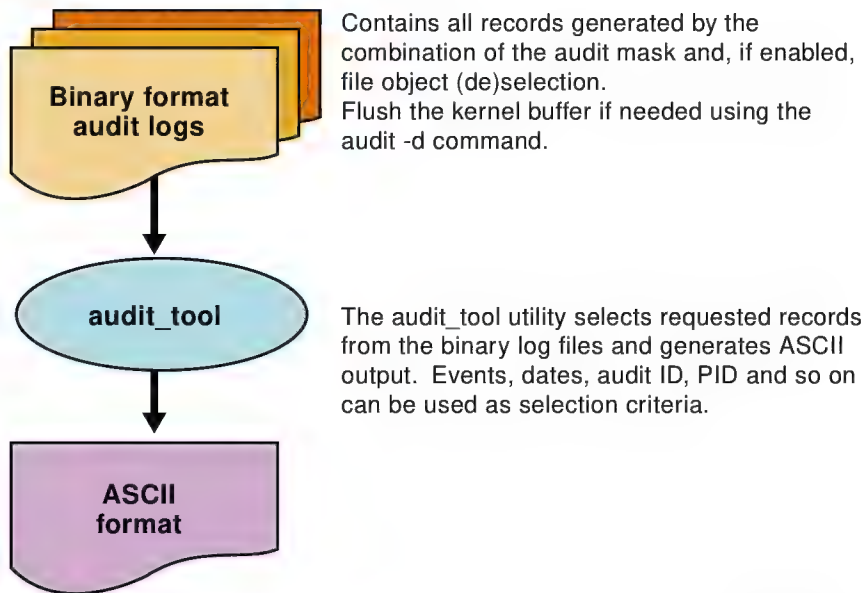 Binary format
audit logs
Contains all records generated by the
combination of the audit mask and, if enabled,
file object (de)selection.
Flush the kernel buffer if needed using the
audit -d command.
audit_tool
The audit_tool utility selects requested records
from the binary log files and generates ASCII
output. Events, dates, audit ID, PID and so on
can be used as selection criteria.
ASCII
format